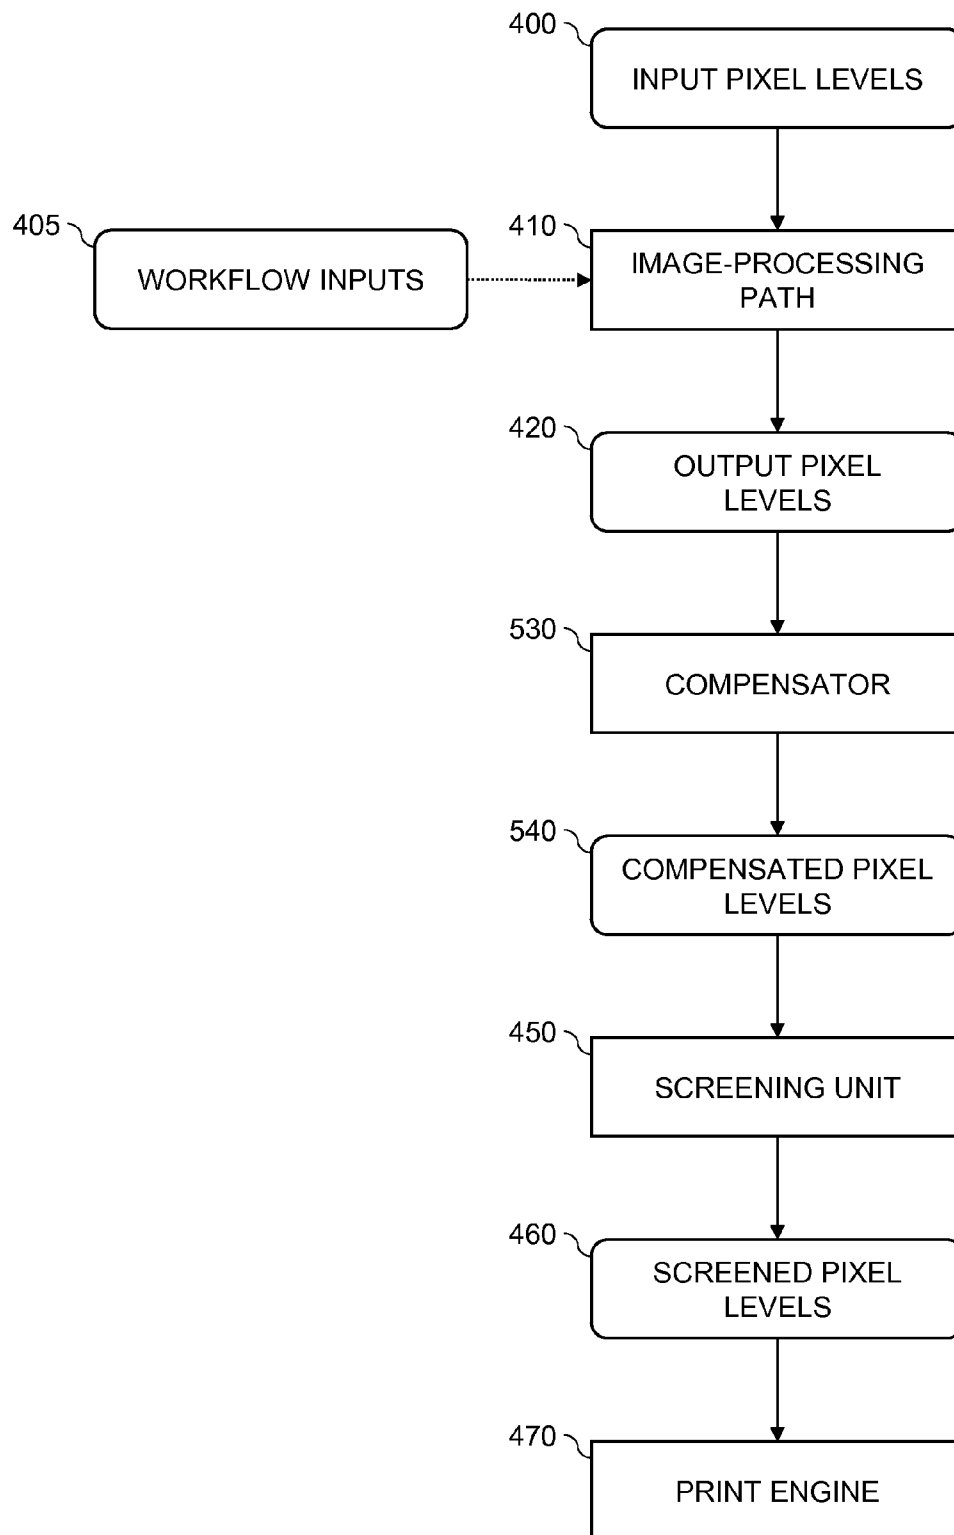 400
INPUT PIXEL LEVELS
405
WORKFLOW INPUTS
410
IMAGE-PROCESSING
PATH
420
OUTPUT PIXEL
LEVELS
530
COMPENSATOR
540
COMPENSATED PIXEL
LEVELS
450
SCREENING UNIT
460
SCREENED PIXEL
LEVELS
470
PRINT ENGINE